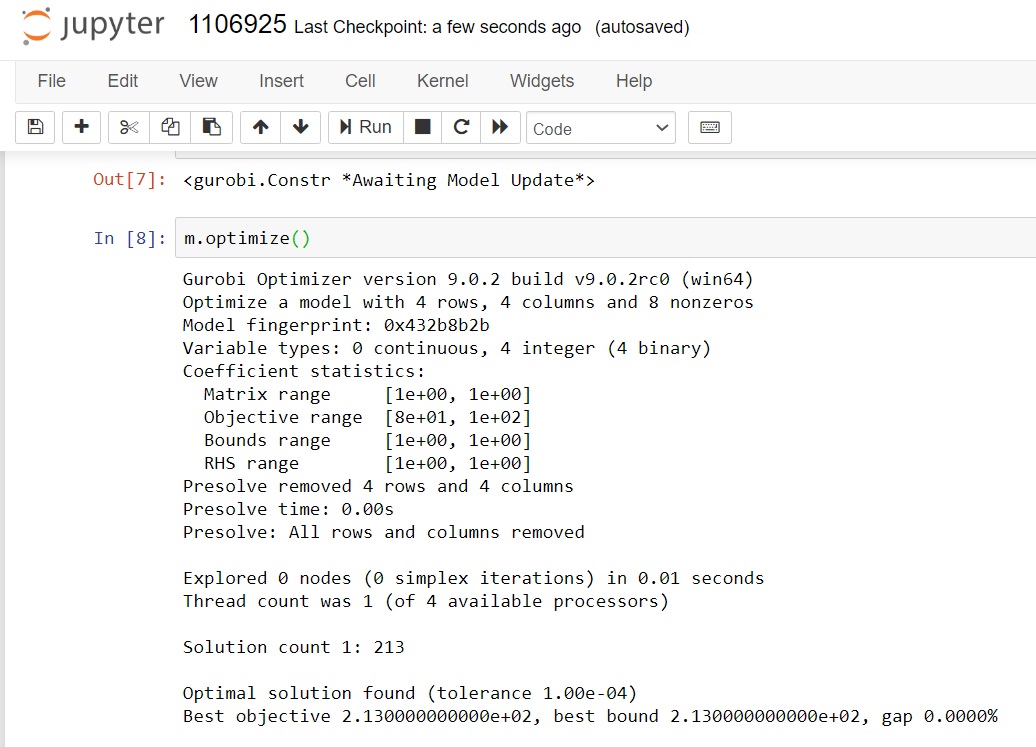 jupyter 1106925 Last Checkpoint: a few seconds ago (autosaved)
File Edit View Insert Cell Kernel Widgets Help
Run Code
Out[7]: <gurobi.Constr *Awaiting Model Update*>
In [8]: m.optimize()
Gurobi Optimizer version 9.0.2 build v9.0.2rc0 (win64)
Optimize a model with 4 rows, 4 columns and 8 nonzeros
Model fingerprint: 0x432b8b2b
Variable types: 0 continuous, 4 integer (4 binary)
Coefficient statistics:
  Matrix range     [1e+00, 1e+00]
  Objective range  [8e+01, 1e+02]
  Bounds range     [1e+00, 1e+00]
  RHS range        [1e+00, 1e+00]
Presolve removed 4 rows and 4 columns
Presolve time: 0.00s
Presolve: All rows and columns removed
Explored 0 nodes (0 simplex iterations) in 0.01 seconds
Thread count was 1 (of 4 available processors)
Solution count 1: 213
Optimal solution found (tolerance 1.00e-04)
Best objective 2.130000000000e+02, best bound 2.130000000000e+02, gap 0.0000%